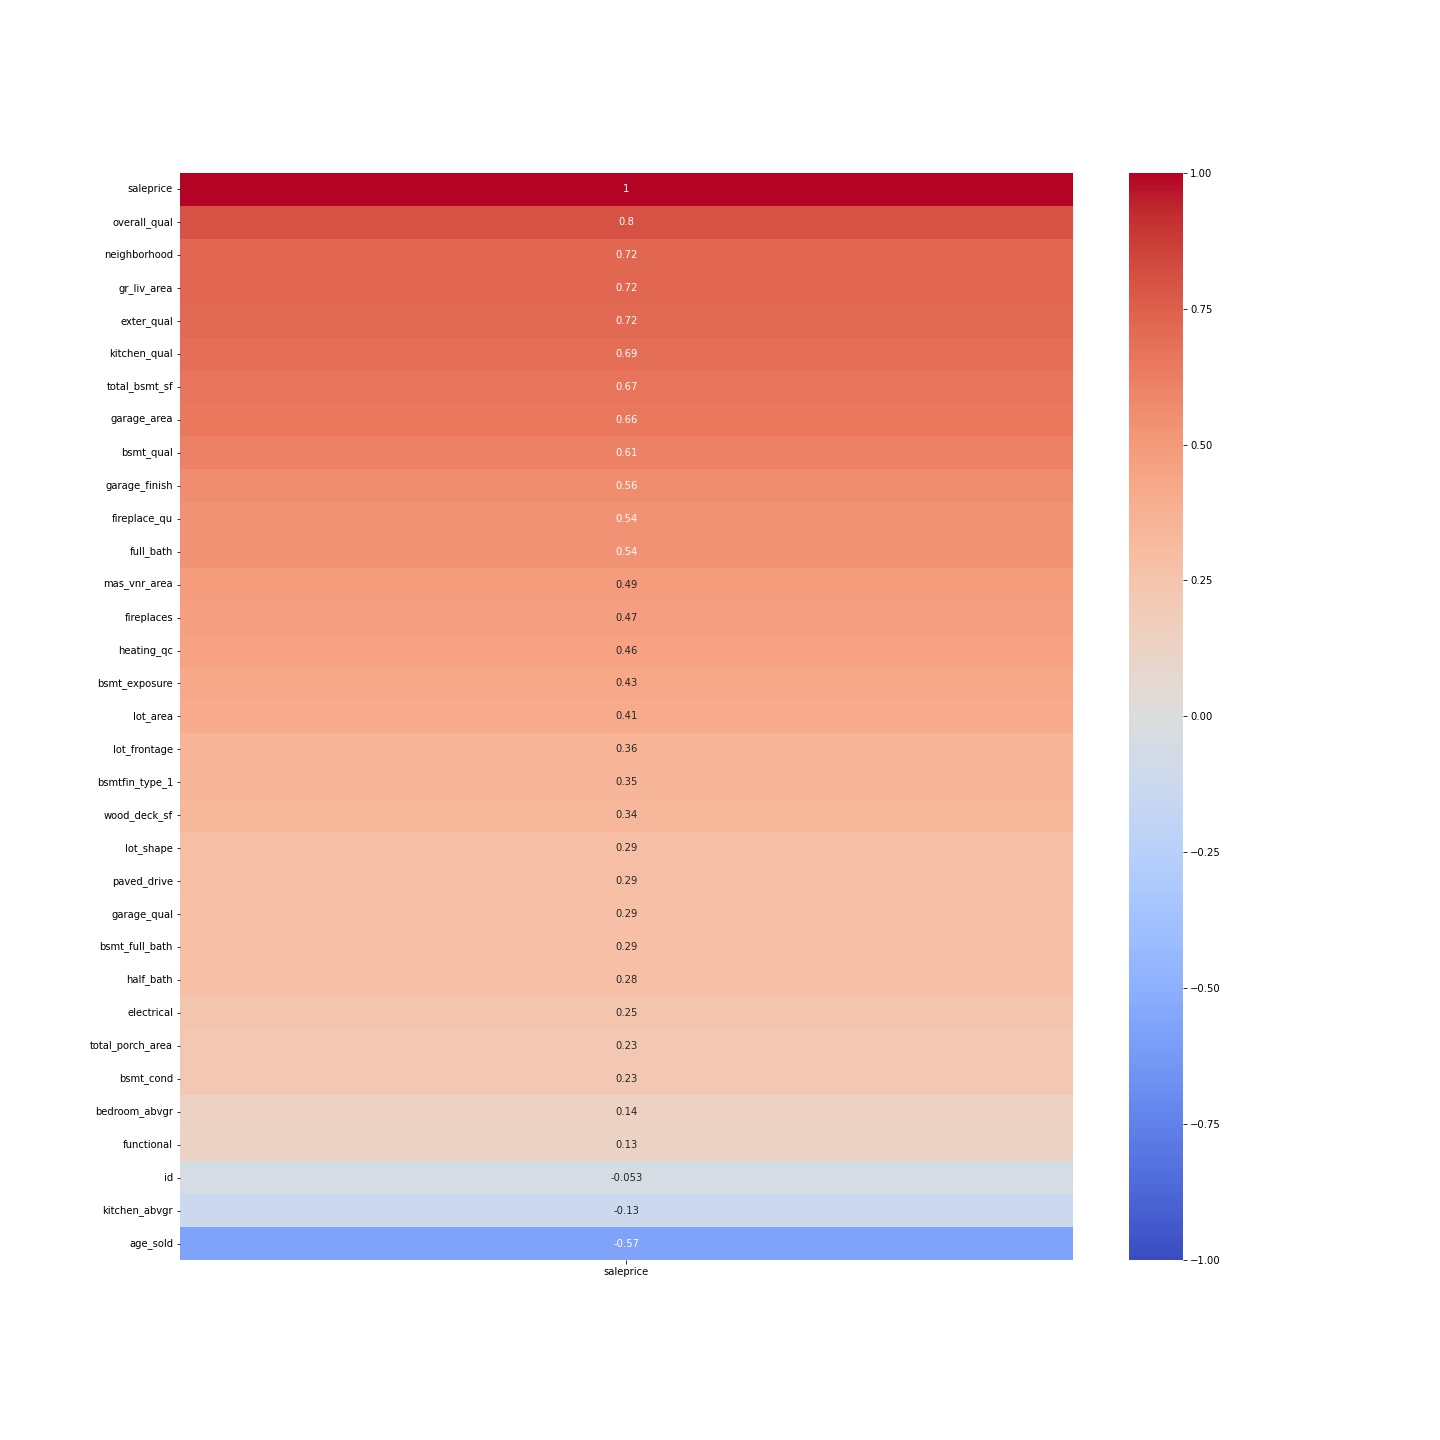 saleprice 1
overall_qual 0.8
neighborhood 0.72
gr_liv_area 0.72
exter_qual 0.72
kitchen_qual 0.69
total_bsmt_sf 0.67
garage_area 0.66
bsmt_qual 0.61
garage_finish 0.56
fireplace_qu 0.54
full_bath 0.54
mas_vnr_area 0.49
fireplaces 0.47
heating_qc 0.46
bsmt_exposure 0.43
lot_area 0.41
lot_frontage 0.36
bsmtfin_type_1 0.35
wood_deck_sf 0.34
lot_shape 0.29
paved_drive 0.29
garage_qual 0.29
bsmt_full_bath 0.29
half_bath 0.28
electrical 0.25
total_porch_area 0.23
bsmt_cond 0.23
bedroom_abvgr 0.14
functional 0.13
id -0.053
kitchen_abvgr -0.13
age_sold -0.57
saleprice
1.00
0.75
0.50
0.25
0.00
−0.25
−0.50
−0.75
−1.00